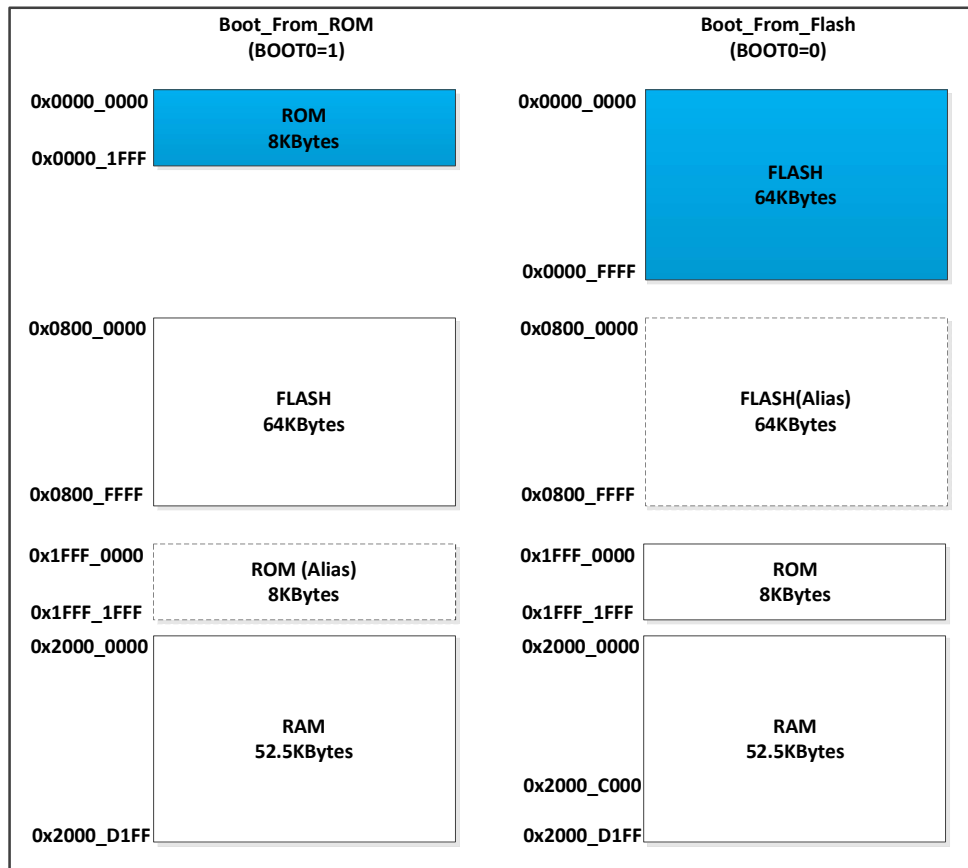 Boot_From_ROM
(BOOT0=1)
0x0000_0000
ROM
8KBytes
0x0000_1FFF
0x0800_0000
FLASH
64KBytes
0x0800_FFFF
0x1FFF_0000
ROM (Alias)
8KBytes
0x1FFF_1FFF
0x2000_0000
RAM
52.5KBytes
0x2000_D1FF
Boot_From_Flash
(BOOT0=0)
0x0000_0000
FLASH
64KBytes
0x0000_FFFF
0x0800_0000
FLASH(Alias)
64KBytes
0x0800_FFFF
0x1FFF_0000
ROM
8KBytes
0x1FFF_1FFF
0x2000_0000
RAM
52.5KBytes
0x2000_C000
0x2000_D1FF